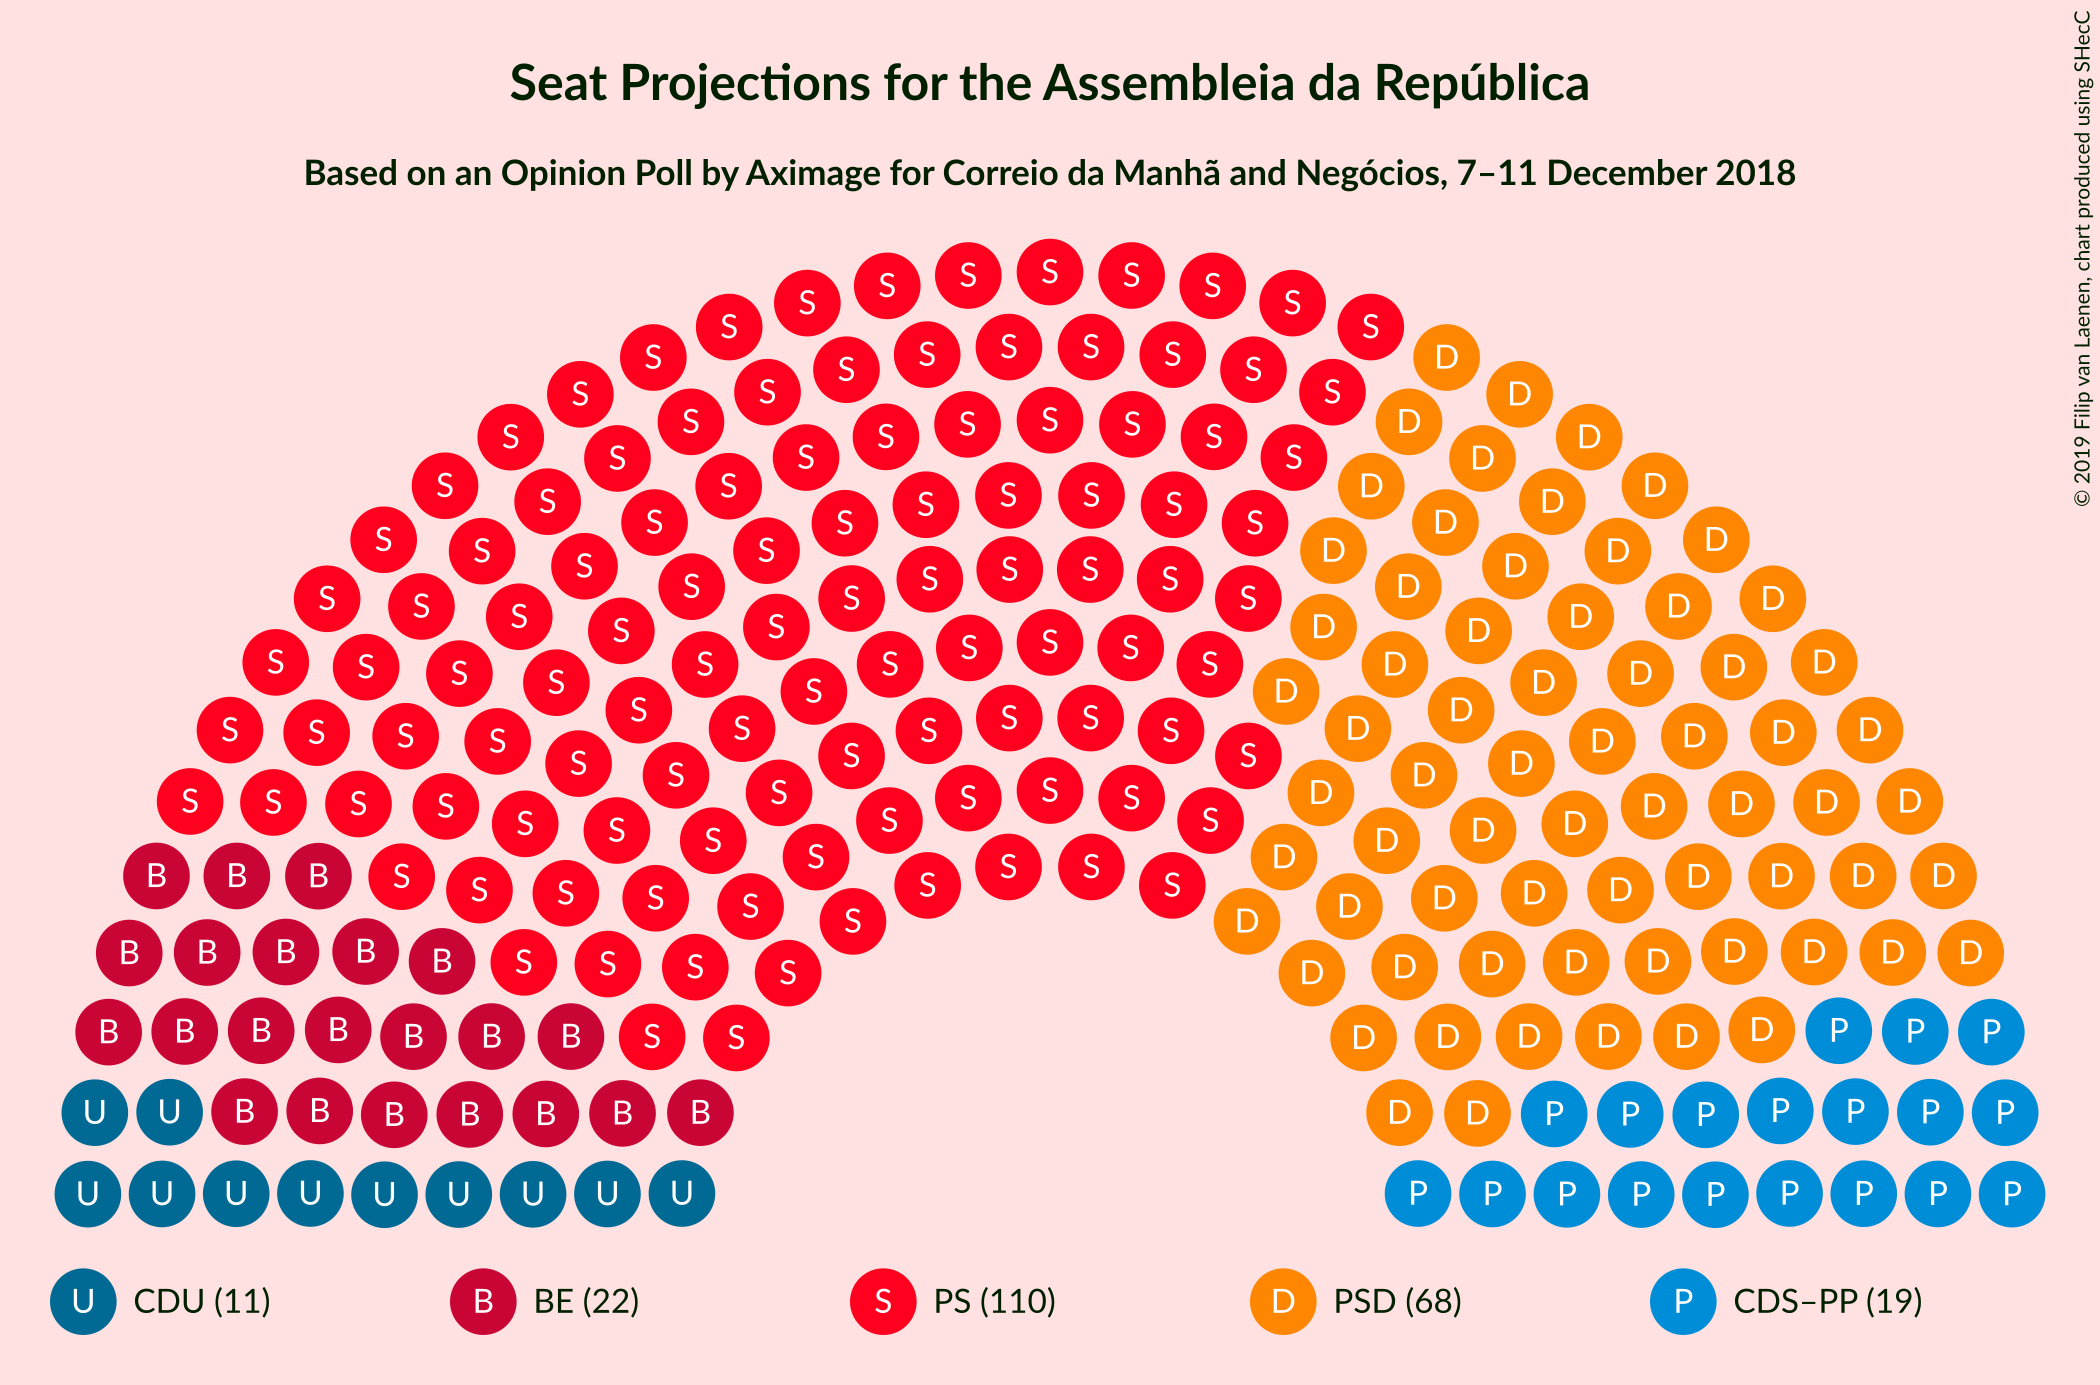 Seat Projections for the Assembleia da República
Based on an Opinion Poll by Aximage for Correio da Manhã and Negócios, 7–11 December 2018
© 2019 Filip van Laenen, chart produced using SHecC
S S S S S S S S S S S D D
S S S S S S S S S S S D D D
S S S S S S S S S S S D D D D
S S S S S S S S S S S D D D D D
S S S S S S S S S S S S D D D D D D
S S S S S S S S S S S S D D D D D D D
S S S S S S S S S S S S S D D D D D D D
S S S S S S S S S S S S S D D D D D D D D
B B B S S S S S S S S S S D D D D D D D D D
B B B B B S S S S D D D D D D D D D
B B B B B B B S S D D D D D D P P P
U U B B B B B B B D D P P P P P P P
U U U U U U U U U P P P P P P P P P
U CDU (11)
B BE (22)
S PS (110)
D PSD (68)
P CDS–PP (19)